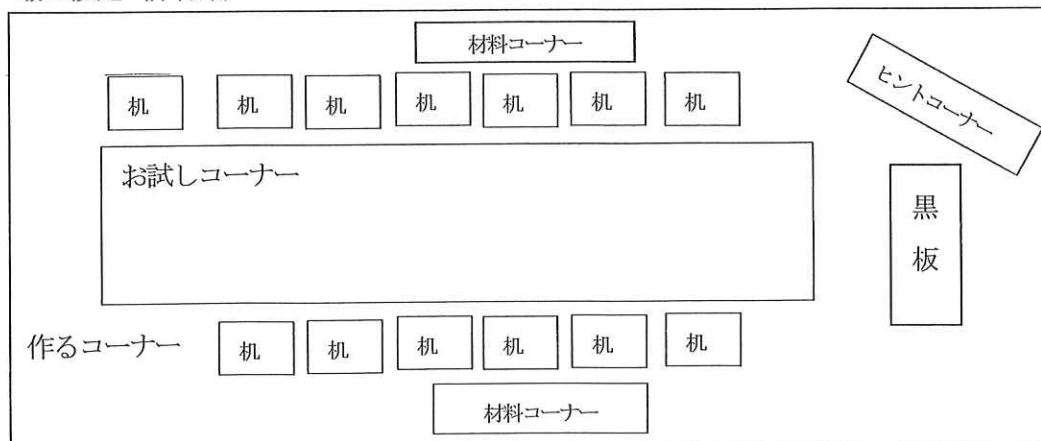 材料コーナー
ヒントコーナー
机 机 机 机 机 机 机
お試しコーナー
黒
板
作るコーナー
机 机 机 机 机 机
材料コーナー